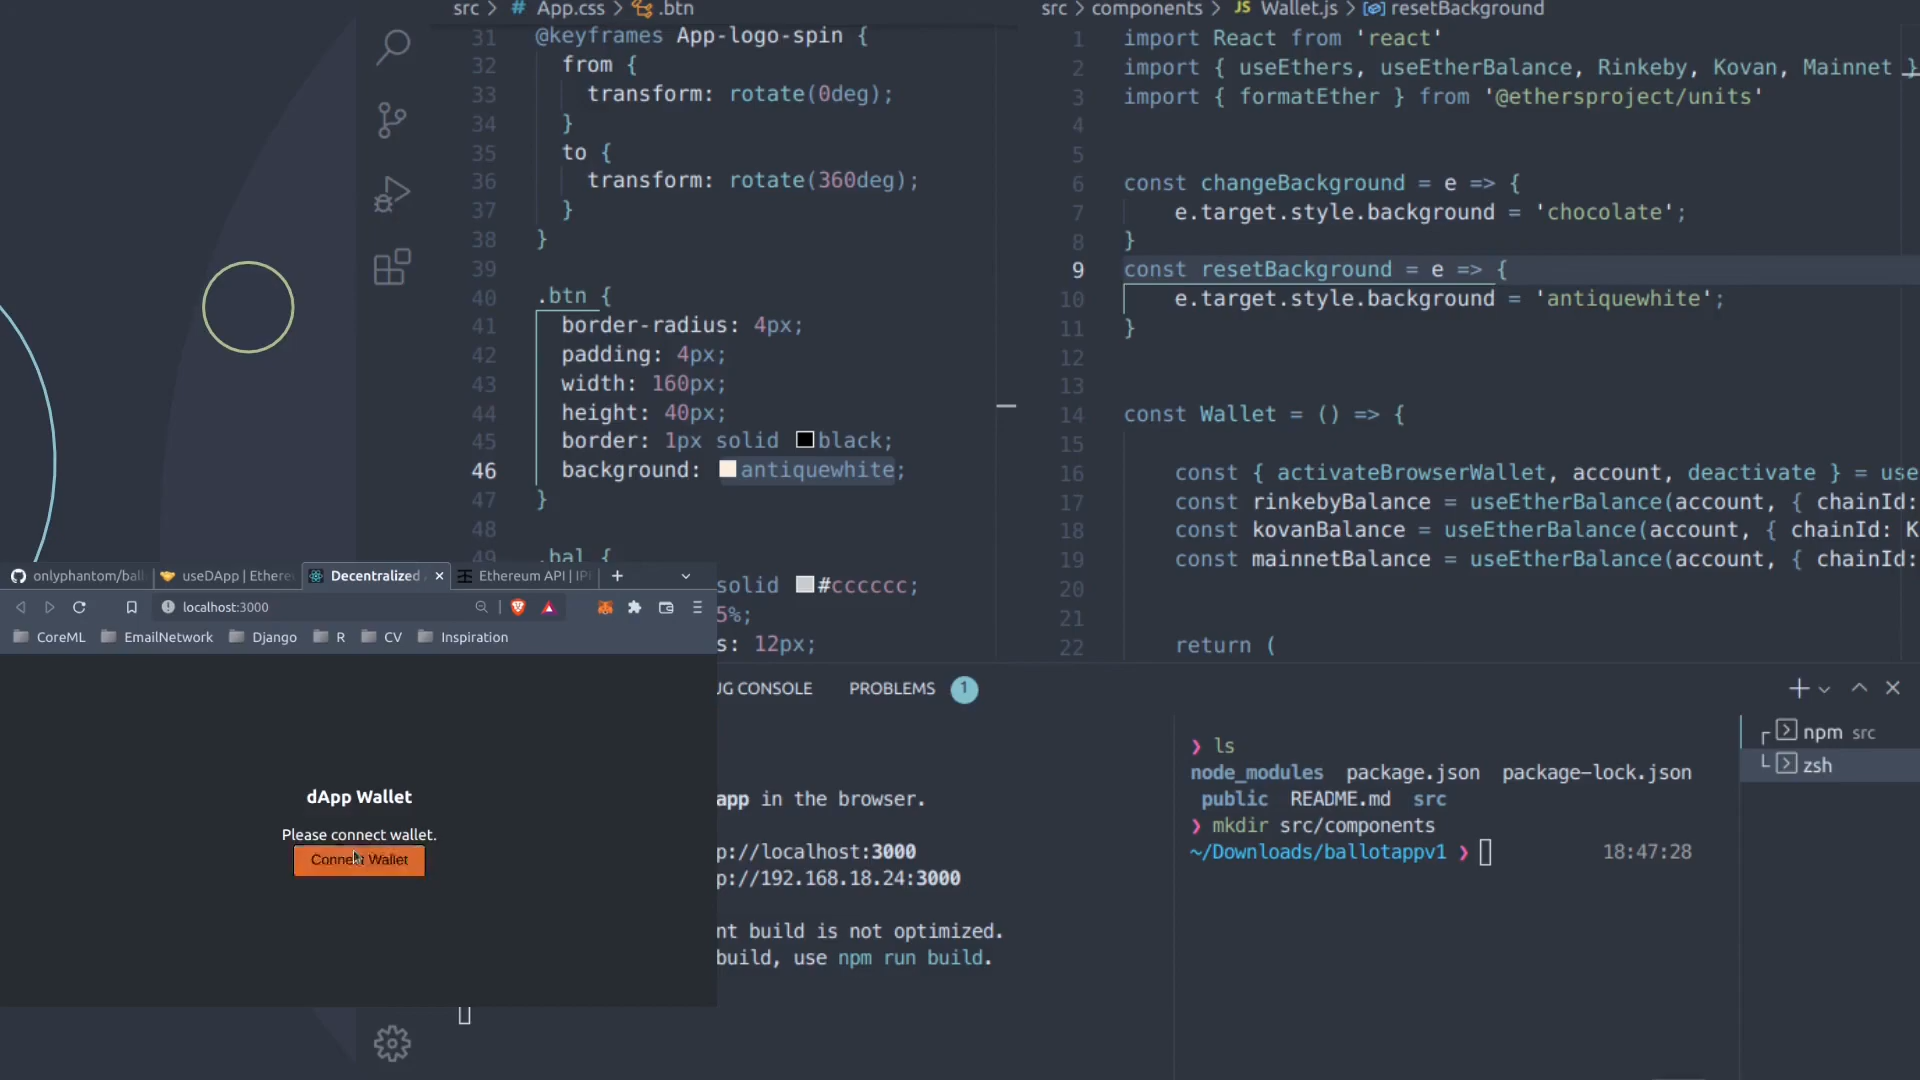 src > # App.css > .btn
31 @keyframes App-logo-spin {
32 from {
33 transform: rotate(0deg);
34 }
35 to {
36 transform: rotate(360deg);
37 }
38 }
39
40 .btn {
41 border-radius: 4px;
42 padding: 4px;
43 width: 160px;
44 height: 40px;
45 border: 1px solid black;
46 background: antiquewhite;
47 }
48
49 .bal {
solid #cccccc;
5%;
s: 12px;
src > components > JS Wallet.js > resetBackground
1 import React from 'react'
2 import { useEthers, useEtherBalance, Rinkeby, Kovan, Mainnet }
3 import { formatEther } from '@ethersproject/units'
4
5
6 const changeBackground = e => {
7 e.target.style.background = 'chocolate';
8 }
9 const resetBackground = e => {
10 e.target.style.background = 'antiquewhite';
11 }
12
13
14 const Wallet = () => {
15
16 const { activateBrowserWallet, account, deactivate } = use
17 const rinkebyBalance = useEtherBalance(account, { chainId:
18 const kovanBalance = useEtherBalance(account, { chainId: K
19 const mainnetBalance = useEtherBalance(account, { chainId:
20
21
22 return (
onlyphantom/bal
useDApp | Ethere
Decentralized
Ethereum API | IP
localhost:3000
CoreML EmailNetwork Django R CV Inspiration
dApp Wallet
Please connect wallet.
Connect Wallet
UG CONSOLE PROBLEMS 1
app in the browser.
p://localhost:3000
p://192.168.18.24:3000
nt build is not optimized.
build, use npm run build.
❯ ls
node_modules package.json package-lock.json
public README.md src
❯ mkdir src/components
~/Downloads/ballotappv1 ❯ 18:47:28
npm src
zsh